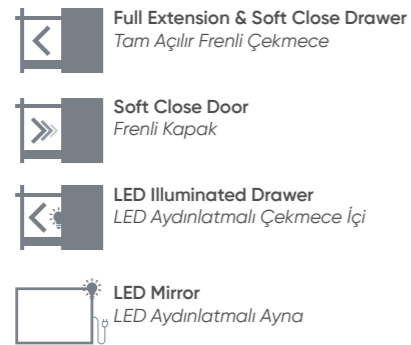 Full Extension & Soft Close Drawer
Tam Açılır Frenli Çekmece
Soft Close Door
Frenli Kapak
LED Illuminated Drawer
LED Aydınlatmalı Çekmece İçi
LED Mirror
LED Aydınlatmalı Ayna